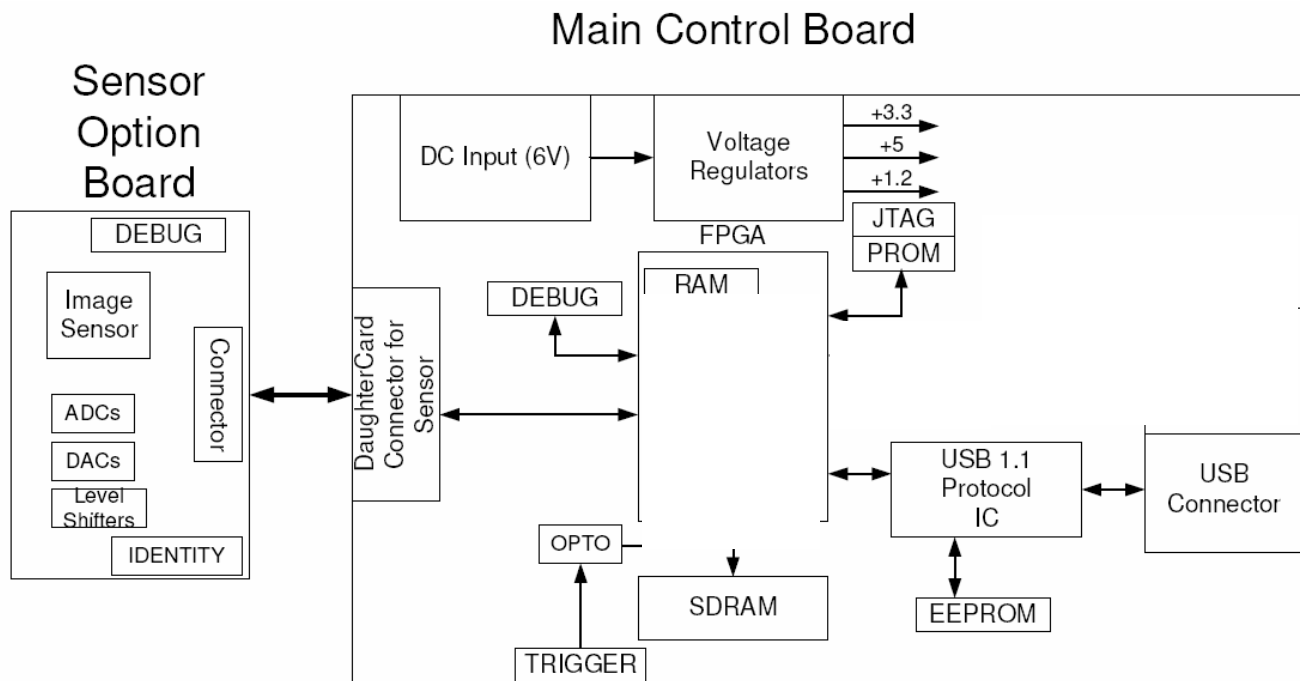 Main Control Board
Sensor
Option
Board
DEBUG
Image
Sensor
Connector
ADCs
DACs
Level
Shifters
IDENTITY
DC Input (6V)
Voltage
Regulators
+3.3
+5
+1.2
JTAG
PROM
FPGA
RAM
DEBUG
DaughterCard
Connector for
Sensor
USB 1.1
Protocol
IC
USB
Connector
OPTO
SDRAM
EEPROM
TRIGGER